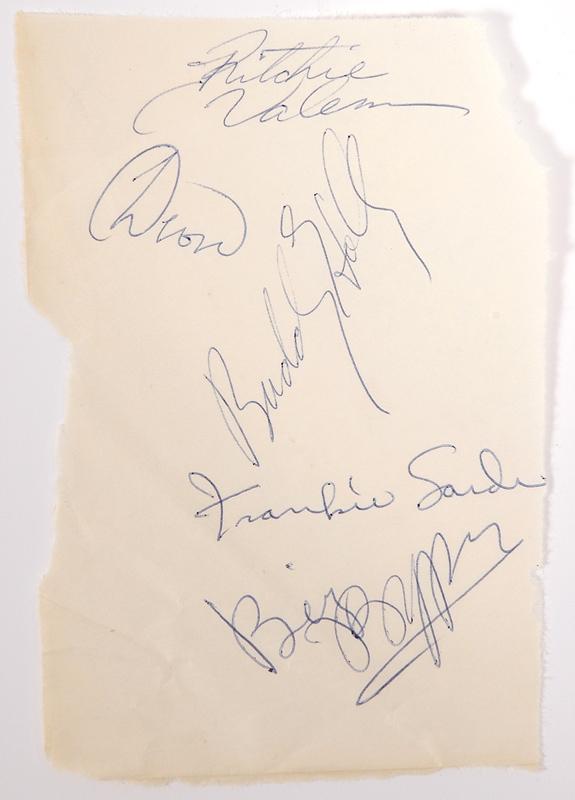 Ritchie
Valens
Dion
Buddy Holly
Frankie Sardo
Big Bopper